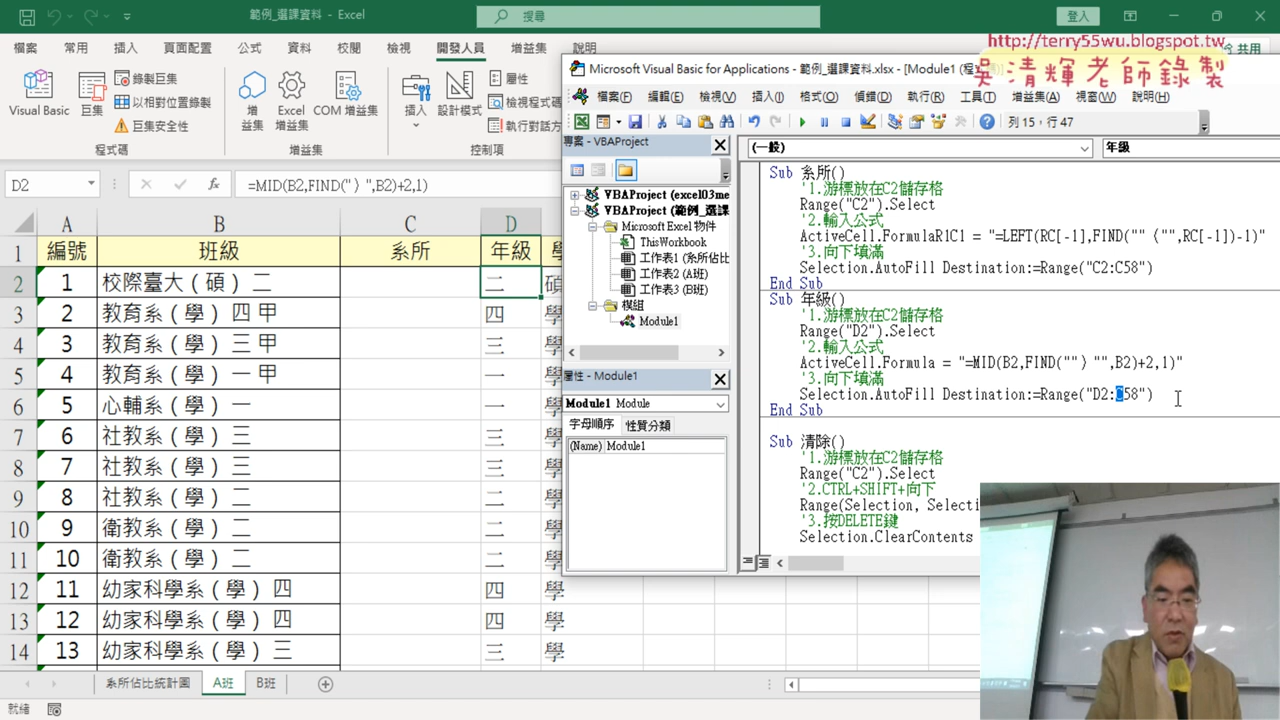 範例_選課資料 - Excel
搜尋
登入
檔案 常用 插入 頁面配置 公式 資料 校閱 檢視 開發人員 增益集 說明
共用
http://terry55wu.blogspot.tw
吳清輝老師錄製
Visual Basic
巨集
錄製巨集
以相對位置錄製
巨集安全性
程式碼
增益集
Excel 增益集
COM 增益集
增益集
插入
設計模式
屬性
檢視程式碼
執行對話方
控制項
D2
=MID(B2,FIND("）",B2)+2,1)
A B C D
1 編號 班級 系所 年級 學
2 1 校際臺大（碩） 二 二 碩
3 2 教育系（學） 四 甲 四 學
4 3 教育系（學） 三 甲 三 學
5 4 教育系（學） 一 甲 一 學
6 5 心輔系（學） 一 一 學
7 6 社教系（學） 三 三 學
8 7 社教系（學） 三 三 學
9 8 社教系（學） 二 二 學
10 9 衛教系（學） 二 二 學
11 10 衛教系（學） 二 二 學
12 11 幼家科學系（學） 四 四 學
13 12 幼家科學系（學） 四 四 學
14 13 幼家科學系（學） 三 三 學
系所佔比統計圖 A班 B班
就緒
Microsoft Visual Basic for Applications - 範例_選課資料.xlsx - [Module1 (程式
檔案(F) 編輯(E) 檢視(V) 插入(I) 格式(O) 偵錯(D) 執行(R) 工具(T) 增益集(A) 視窗(W) 說明(H)
列 15，行 47
專案 - VBAProject
VBAProject (excel03me
VBAProject (範例_選課
Microsoft Excel 物件
ThisWorkbook
工作表1 (系所佔比
工作表2 (A班)
工作表3 (B班)
模組
Module1
屬性 - Module1
Module1 Module
字母順序 性質分類
(Name) Module1
(一般) 年級
Sub 系所()
'1.游標放在C2儲存格
Range("C2").Select
'2.輸入公式
ActiveCell.FormulaR1C1 = "=LEFT(RC[-1],FIND(""（"",RC[-1])-1)"
'3.向下填滿
Selection.AutoFill Destination:=Range("C2:C58")
End Sub
Sub 年級()
'1.游標放在C2儲存格
Range("D2").Select
'2.輸入公式
ActiveCell.Formula = "=MID(B2,FIND(""）"",B2)+2,1)"
'3.向下填滿
Selection.AutoFill Destination:=Range("D2:C58")
End Sub
Sub 清除()
'1.游標放在C2儲存格
Range("C2").Select
'2.CTRL+SHIFT+向下
Range(Selection, Selecti
'3.按DELETE鍵
Selection.ClearContents